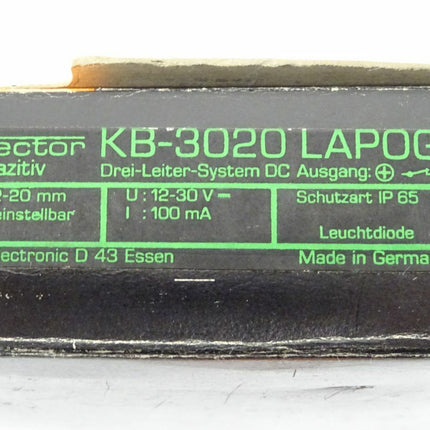 ector KB-3020 LAPOG
azitiv Drei-Leiter-System DC Ausgang:
2-20 mm U: 12-30 V Schutzart IP 65
einstellbar I : 100 mA
Leuchtdiode
ectronic D 43 Essen Made in Germa